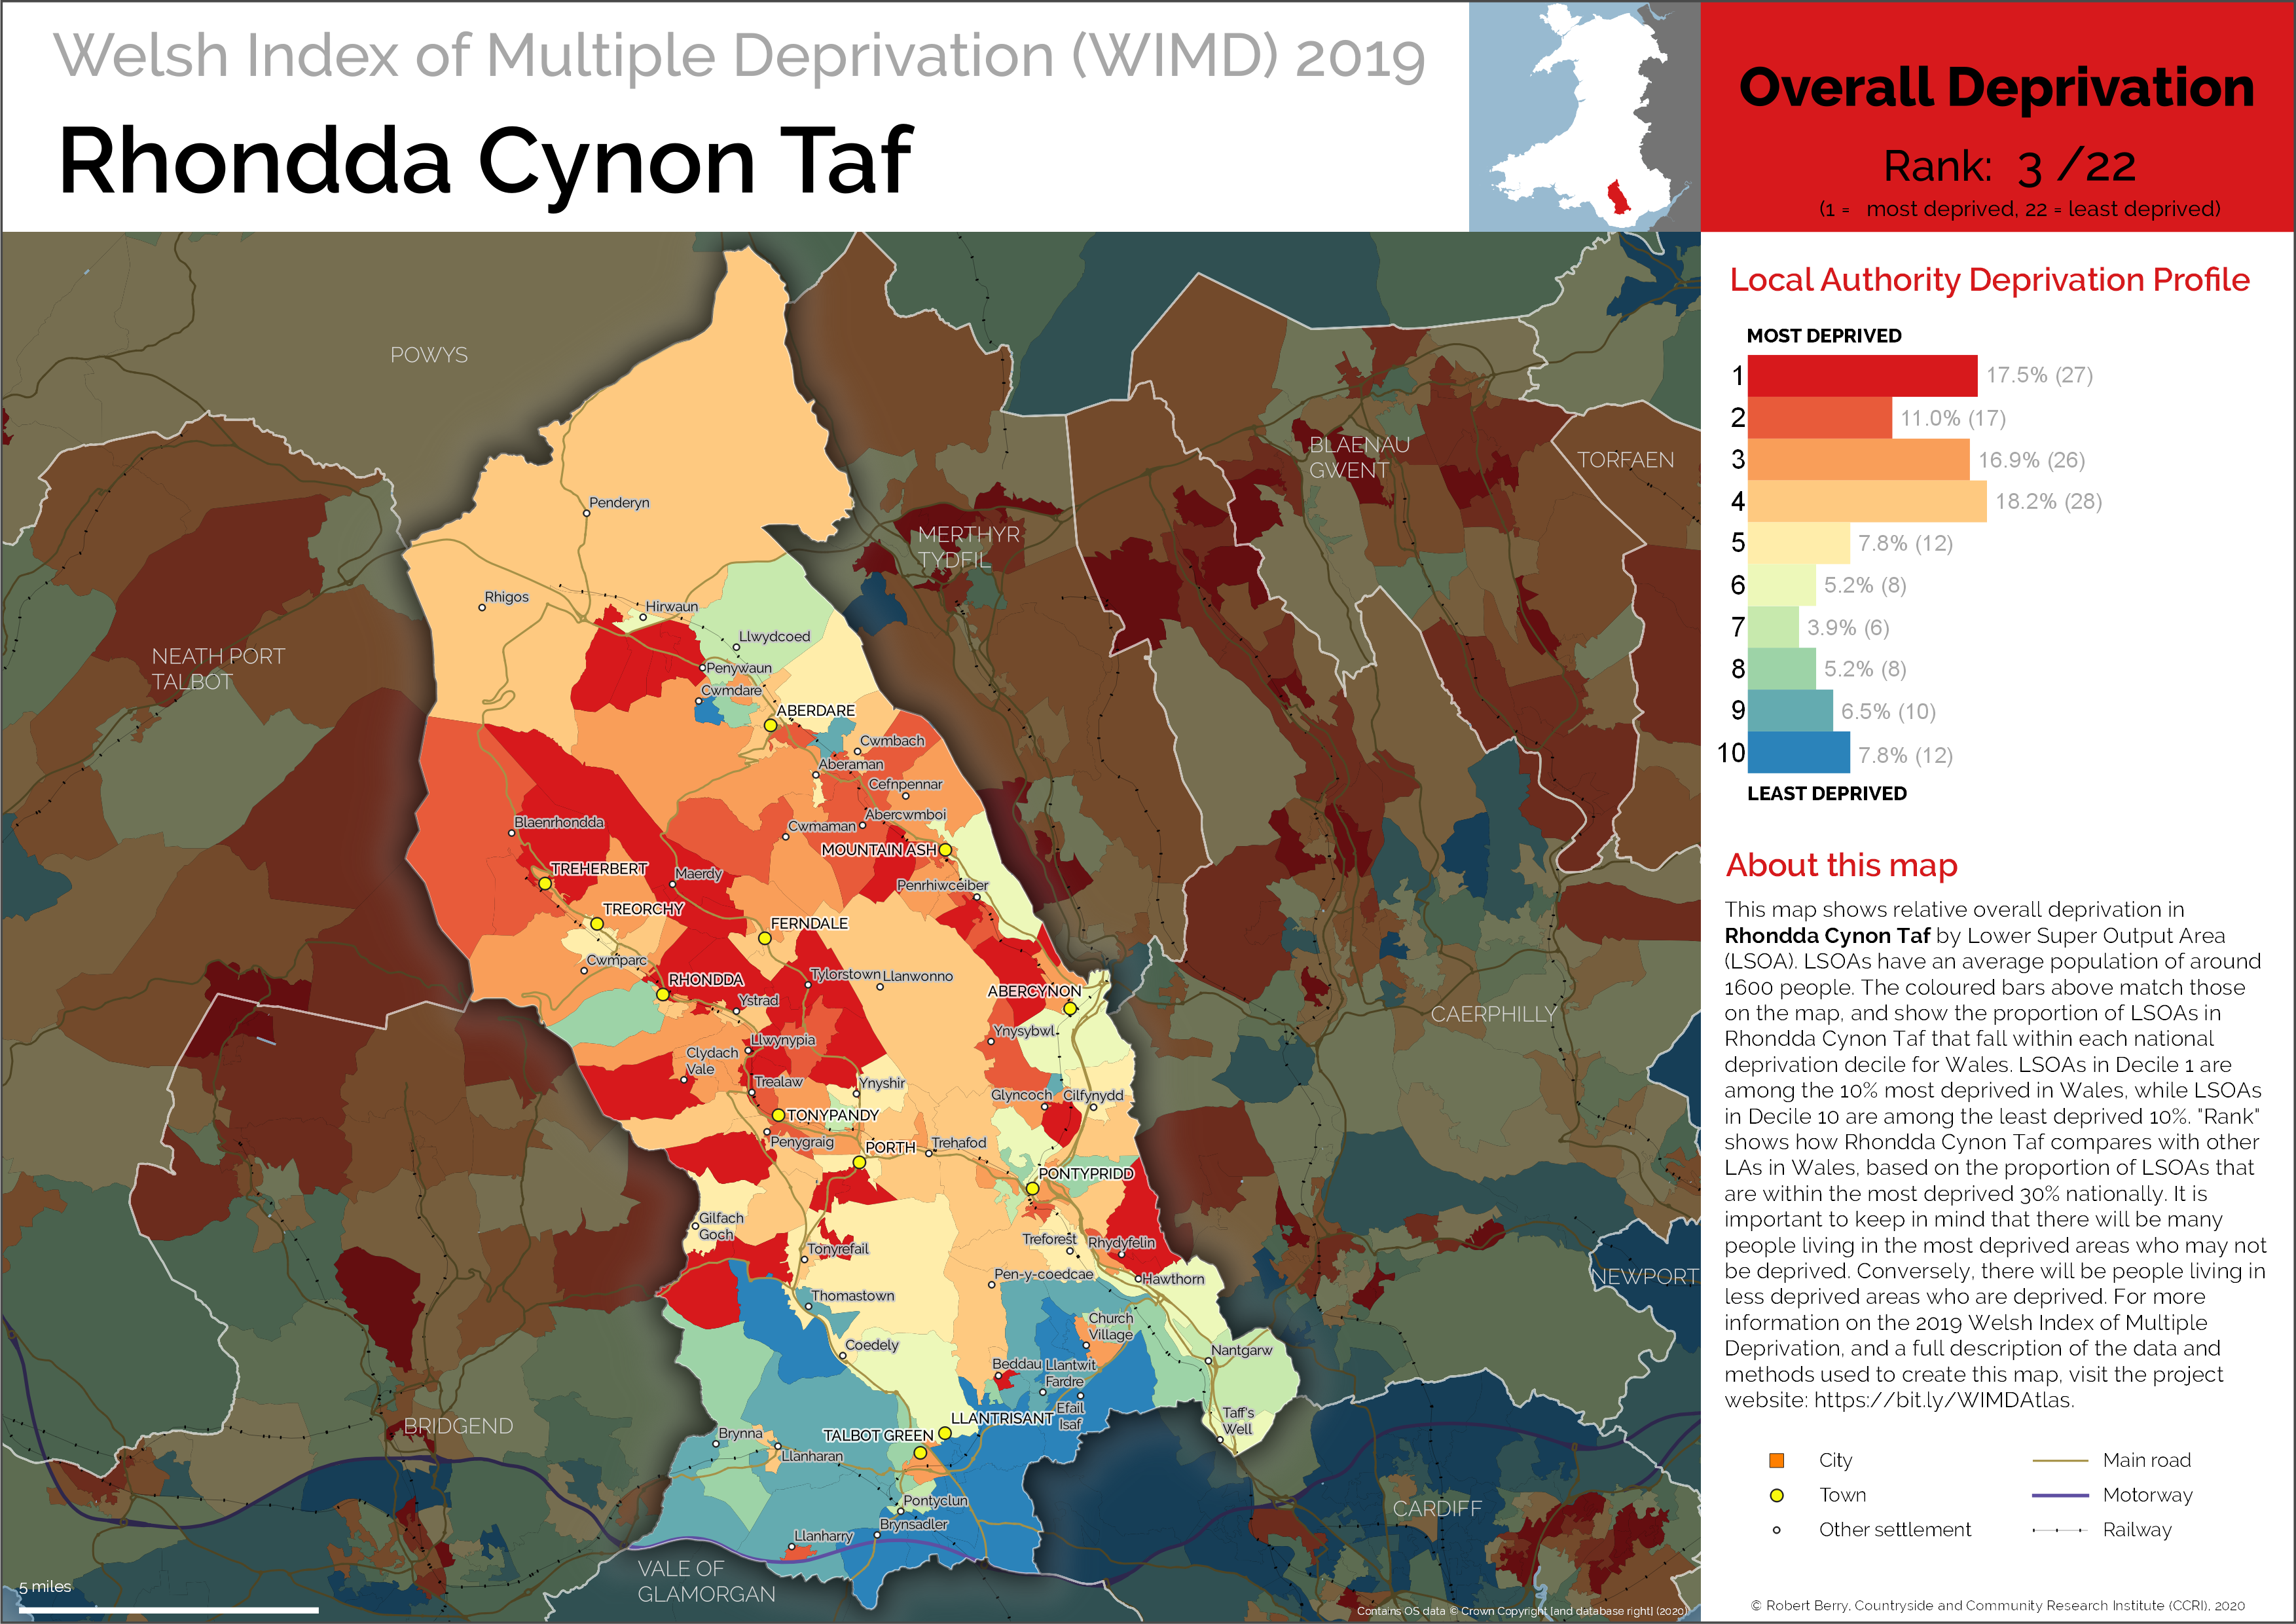 Welsh Index of Multiple Deprivation (WIMD) 2019
Rhondda Cynon Taf
Overall Deprivation
Rank: 3 /22
(1 = most deprived, 22 = least deprived)
Local Authority Deprivation Profile
MOST DEPRIVED
1 17.5% (27)
2 11.0% (17)
3 16.9% (26)
4 18.2% (28)
5 7.8% (12)
6 5.2% (8)
7 3.9% (6)
8 5.2% (8)
9 6.5% (10)
10 7.8% (12)
LEAST DEPRIVED
About this map
This map shows relative overall deprivation in
Rhondda Cynon Taf by Lower Super Output Area
(LSOA). LSOAs have an average population of around
1600 people. The coloured bars above match those
on the map, and show the proportion of LSOAs in
Rhondda Cynon Taf that fall within each national
deprivation decile for Wales. LSOAs in Decile 1 are
among the 10% most deprived in Wales, while LSOAs
in Decile 10 are among the least deprived 10%. "Rank"
shows how Rhondda Cynon Taf compares with other
LAs in Wales, based on the proportion of LSOAs that
are within the most deprived 30% nationally. It is
important to keep in mind that there will be many
people living in the most deprived areas who may not
be deprived. Conversely, there will be people living in
less deprived areas who are deprived. For more
information on the 2019 Welsh Index of Multiple
Deprivation, and a full description of the data and
methods used to create this map, visit the project
website: https://bit.ly/WIMDAtlas.
City
Main road
Town
Motorway
Other settlement
Railway
© Robert Berry, Countryside and Community Research Institute (CCRI), 2020
POWYS
BLAENAU
GWENT
TORFAEN
Penderyn
MERTHYR
TYDFIL
Rhigos
Hirwaun
Llwydcoed
NEATH PORT
TALBOT
Penywaun
Cwmdare
ABERDARE
Cwmbach
Aberaman
Cefnpennar
Abercwmboi
Blaenrhondda
Cwmaman
MOUNTAIN ASH
TREHERBERT
Maerdy
Penrhiwceiber
TREORCHY
FERNDALE
Cwmparc
RHONDDA
Tylorstown
Llanwonno
ABERCYNON
Ystrad
CAERPHILLY
Ynysybwl
Llwynypia
Clydach
Vale
Trealaw
Ynyshir
Glyncoch
Cilfynydd
TONYPANDY
Penygraig
PORTH
Trehafod
PONTYPRIDD
Gilfach
Goch
Tonyrefail
Treforest
Rhydyfelin
Pen-y-coedcae
Hawthorn
NEWPORT
Thomastown
Church
Village
Coedely
Nantgarw
Beddau
Llantwit
Fardre
Efail
Isaf
LLANTRISANT
Taff's
Well
BRIDGEND
TALBOT GREEN
Brynna
Llanharan
Pontyclun
CARDIFF
Brynsadler
Llanharry
VALE OF
GLAMORGAN
5 miles
Contains OS data © Crown Copyright [and database right] (2020)